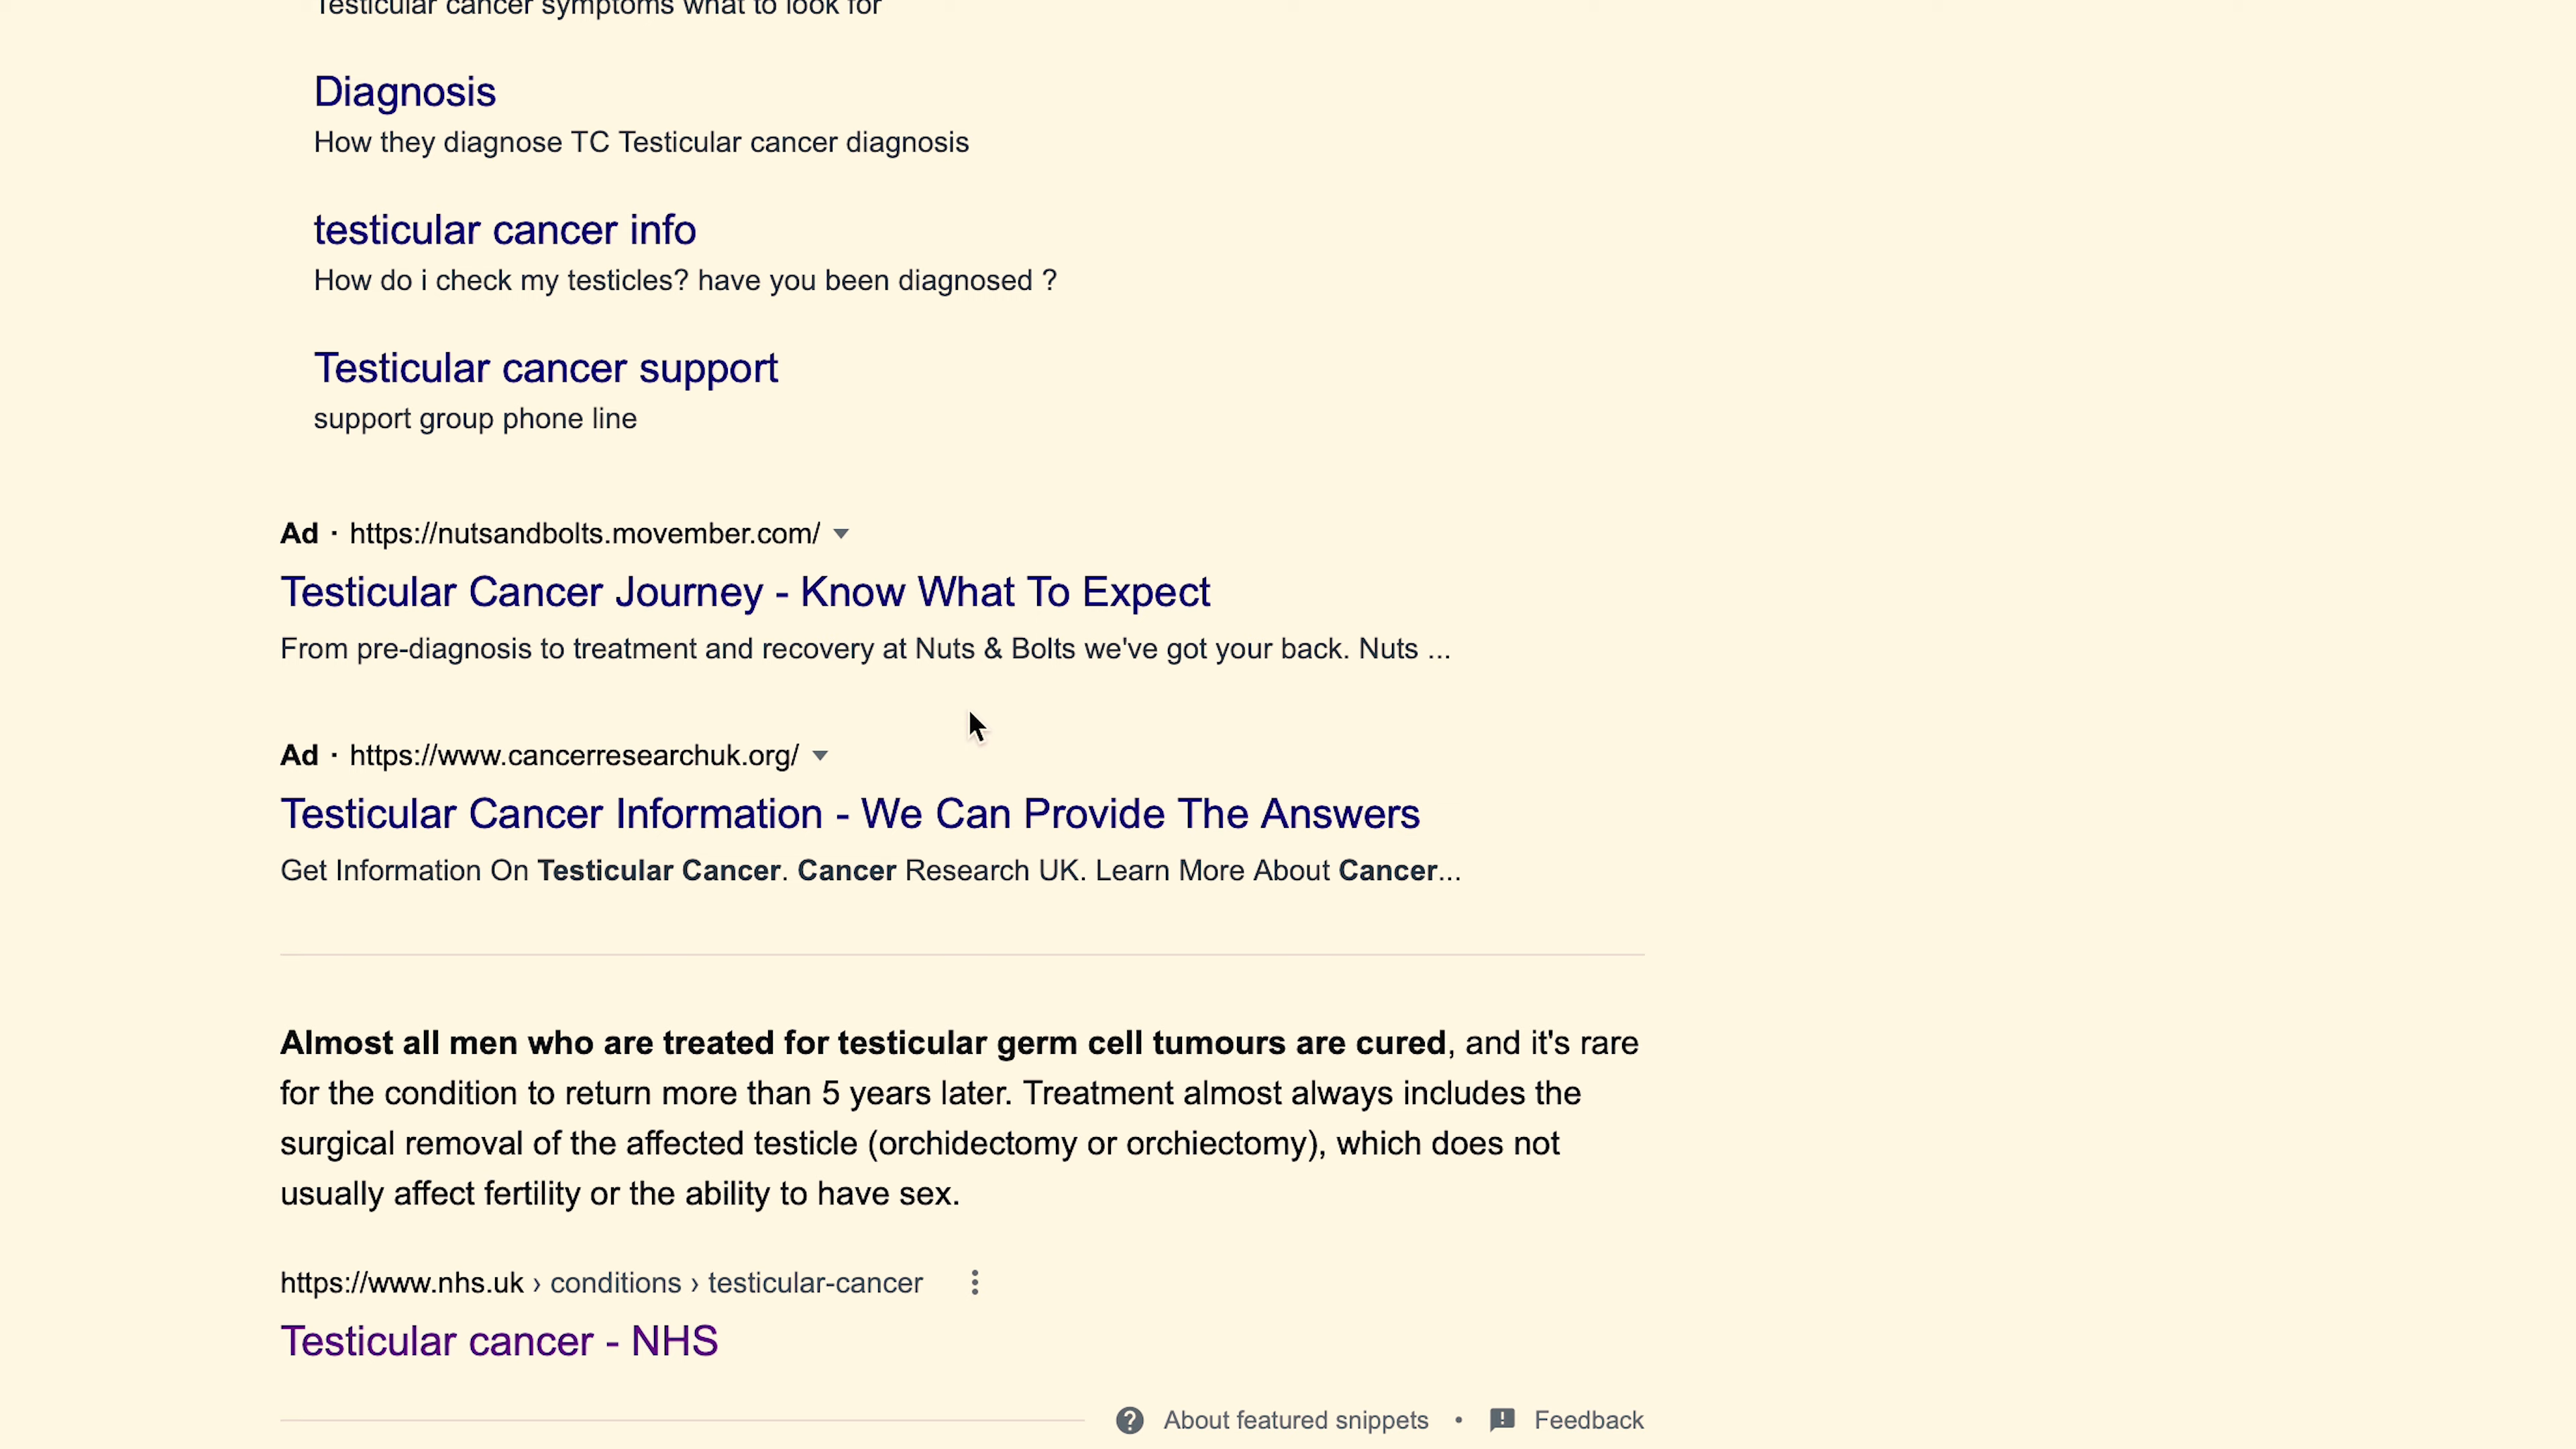 Testicular cancer symptoms what to look for
Diagnosis
How they diagnose TC Testicular cancer diagnosis
testicular cancer info
How do i check my testicles? have you been diagnosed ?
Testicular cancer support
support group phone line
Ad · https://nutsandbolts.movember.com/
Testicular Cancer Journey - Know What To Expect
From pre-diagnosis to treatment and recovery at Nuts & Bolts we've got your back. Nuts ...
Ad · https://www.cancerresearchuk.org/
Testicular Cancer Information - We Can Provide The Answers
Get Information On Testicular Cancer. Cancer Research UK. Learn More About Cancer...
Almost all men who are treated for testicular germ cell tumours are cured, and it's rare
for the condition to return more than 5 years later. Treatment almost always includes the
surgical removal of the affected testicle (orchidectomy or orchiectomy), which does not
usually affect fertility or the ability to have sex.
https://www.nhs.uk › conditions › testicular-cancer
Testicular cancer - NHS
About featured snippets • Feedback